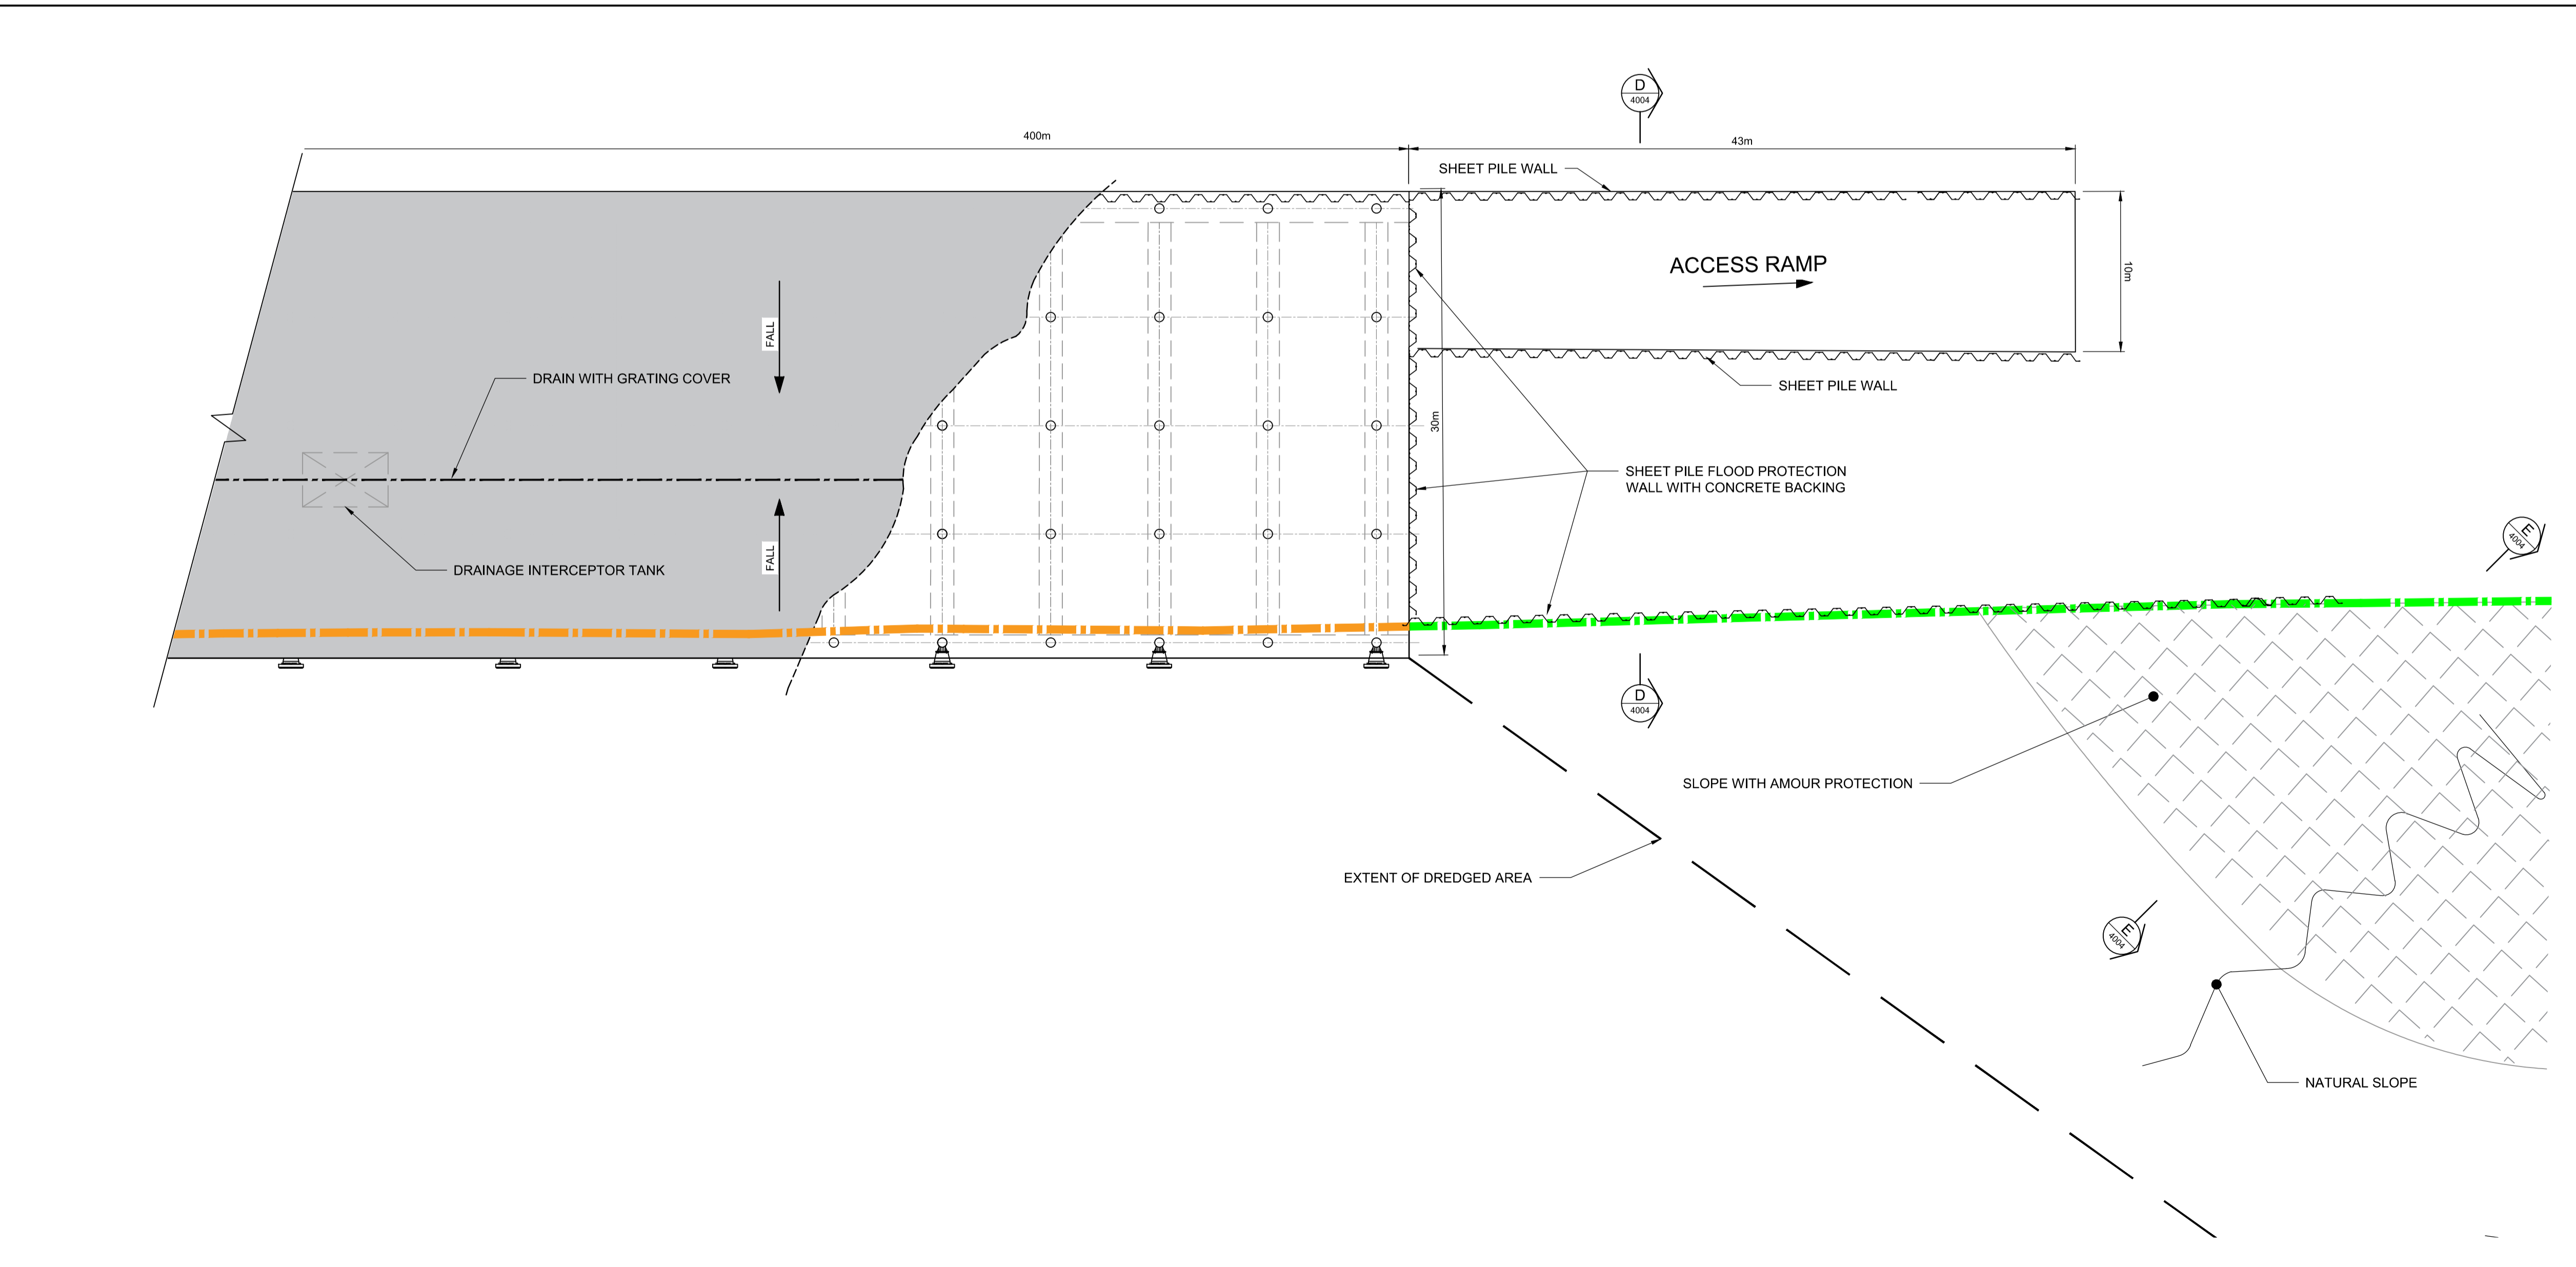 D
4004
400m
43m
SHEET PILE WALL
ACCESS RAMP
10m
FALL
DRAIN WITH GRATING COVER
SHEET PILE WALL
30m
SHEET PILE FLOOD PROTECTION
WALL WITH CONCRETE BACKING
E
4004
FALL
DRAINAGE INTERCEPTOR TANK
D
4004
SLOPE WITH AMOUR PROTECTION
EXTENT OF DREDGED AREA
E
4004
NATURAL SLOPE